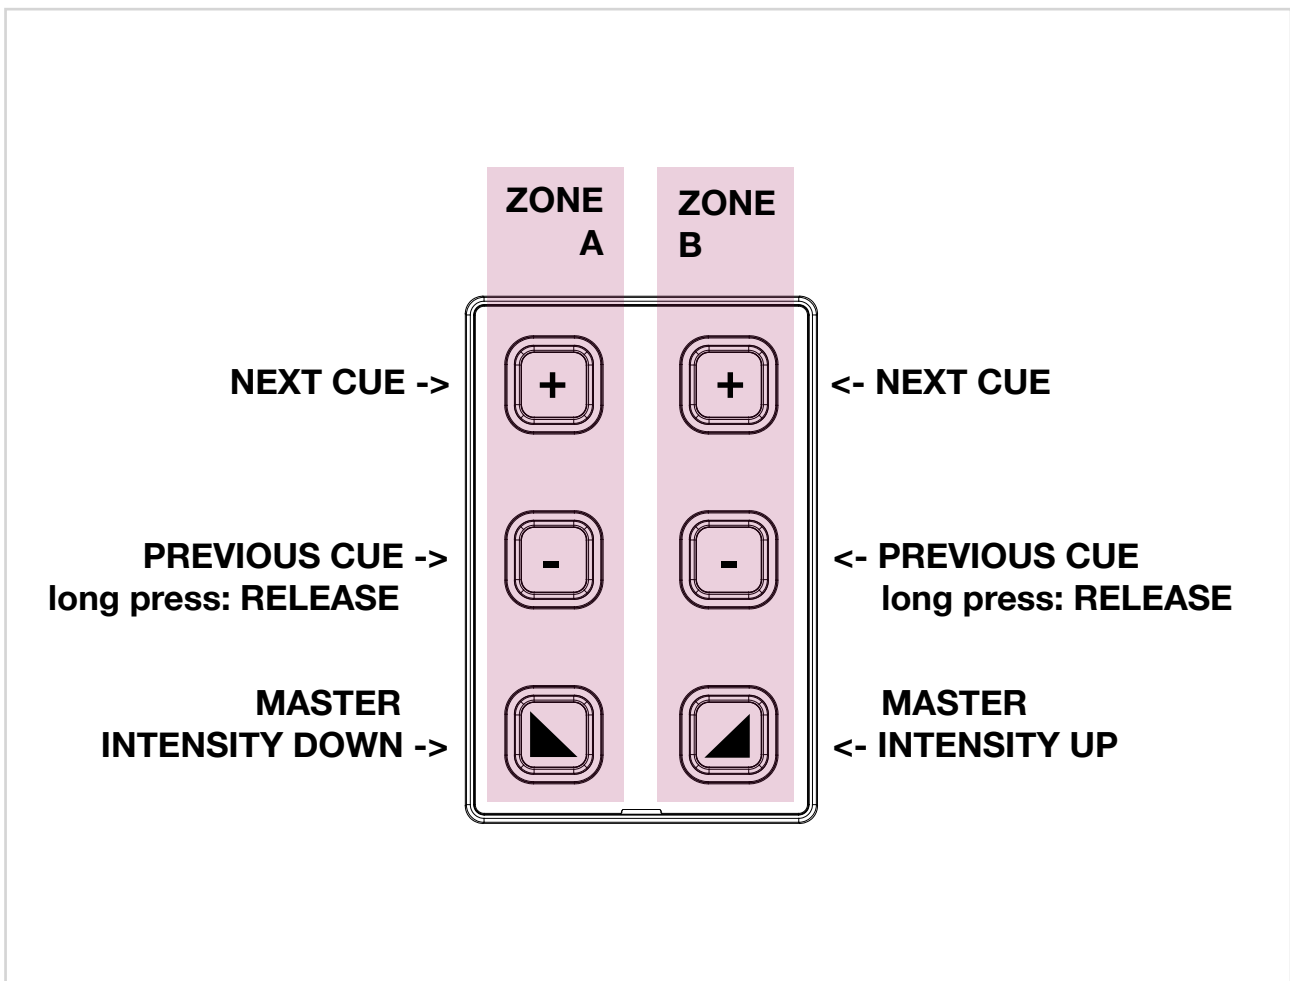 ZONE
A
ZONE
B
NEXT CUE ->
+
+
<- NEXT CUE
PREVIOUS CUE ->
long press: RELEASE
-
-
<- PREVIOUS CUE
long press: RELEASE
MASTER
INTENSITY DOWN ->
MASTER
<- INTENSITY UP